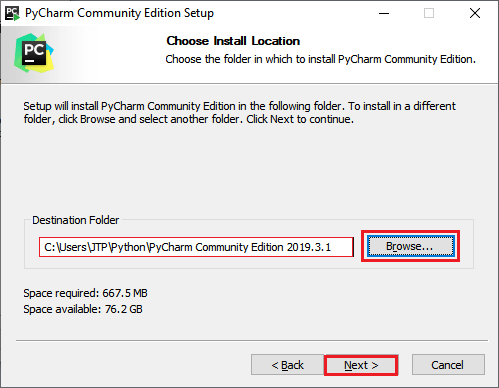 PyCharm Community Edition Setup
PC
Choose Install Location
Choose the folder in which to install PyCharm Community Edition.
Setup will install PyCharm Community Edition in the following folder. To install in a different
folder, click Browse and select another folder. Click Next to continue.
Destination Folder
C:\Users\JTP\Python\PyCharm Community Edition 2019.3.1
Browse...
Space required: 667.5 MB
Space available: 76.2 GB
< Back
Next >
Cancel